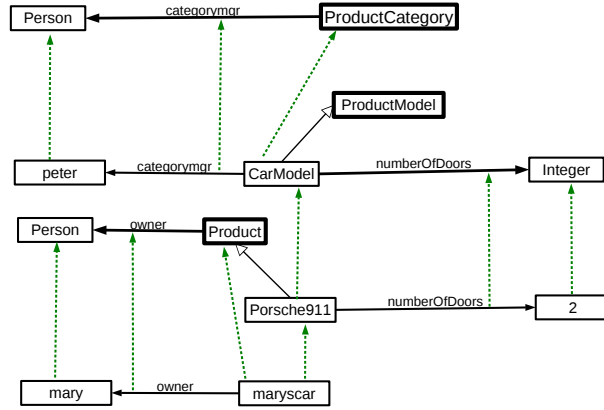 Person
categorymgr
ProductCategory
ProductModel
peter
categorymgr
CarModel
numberOfDoors
Integer
Person
owner
Product
Porsche911
numberOfDoors
2
mary
owner
maryscar